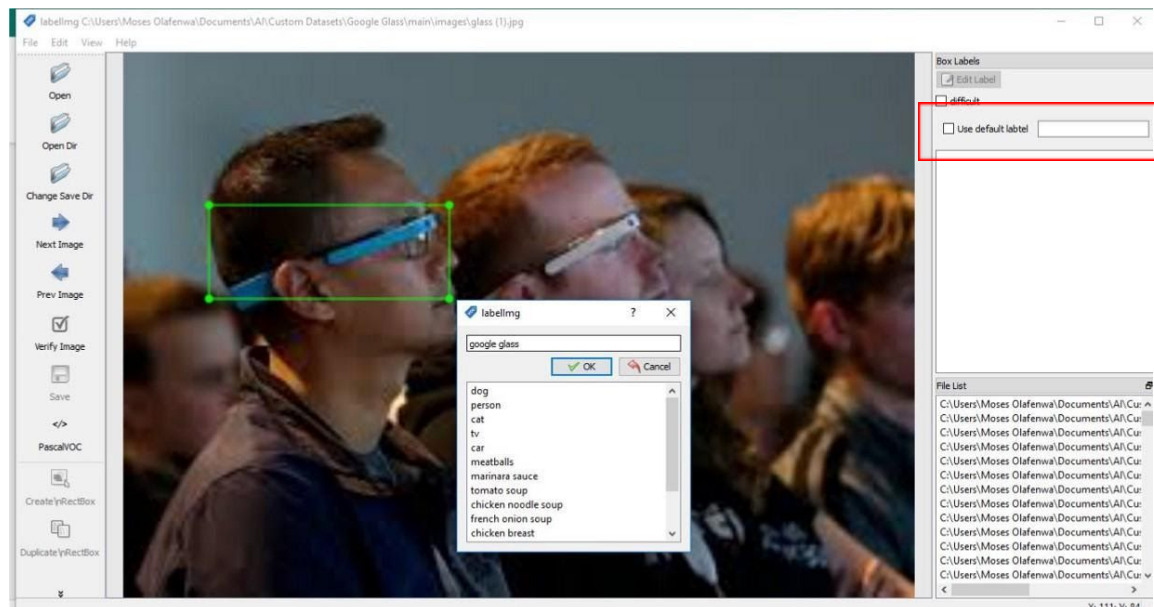 labelImg C:\Users\Moses Olafenwa\Documents\AI\Custom Datasets\Google Glass\main\images\glass (1).jpg
File Edit View Help
Open
Open Dir
Change Save Dir
Next Image
Prev Image
Verify Image
Save
</>
PascalVOC
Create\nRectBox
Duplicate\nRectBox
labelImg
?
google glass
OK Cancel
dog
person
cat
tv
car
meatballs
marinara sauce
tomato soup
chicken noodle soup
french onion soup
chicken breast
Box Labels
Edit Label
difficult
Use default labtel
File List
C:\Users\Moses Olafenwa\Documents\AI\Cu
C:\Users\Moses Olafenwa\Documents\AI\Cu
C:\Users\Moses Olafenwa\Documents\AI\Cu
C:\Users\Moses Olafenwa\Documents\AI\Cu
C:\Users\Moses Olafenwa\Documents\AI\Cu
C:\Users\Moses Olafenwa\Documents\AI\Cu
C:\Users\Moses Olafenwa\Documents\AI\Cu
C:\Users\Moses Olafenwa\Documents\AI\Cu
C:\Users\Moses Olafenwa\Documents\AI\Cu
C:\Users\Moses Olafenwa\Documents\AI\Cu
C:\Users\Moses Olafenwa\Documents\AI\Cu
C:\Users\Moses Olafenwa\Documents\AI\Cu
C:\Users\Moses Olafenwa\Documents\AI\Cu